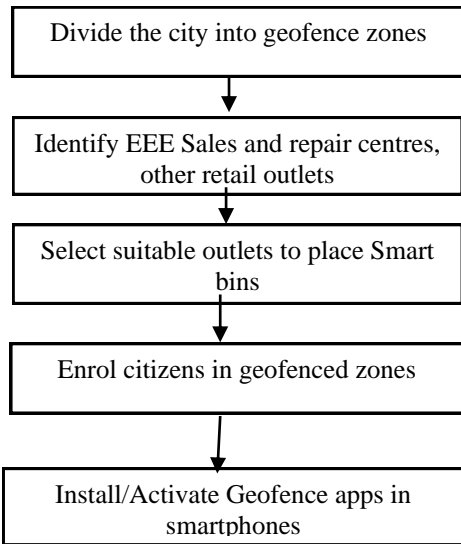 Divide the city into geofence zones
Identify EEE Sales and repair centres,
other retail outlets
Select suitable outlets to place Smart
bins
Enrol citizens in geofenced zones
Install/Activate Geofence apps in
smartphones